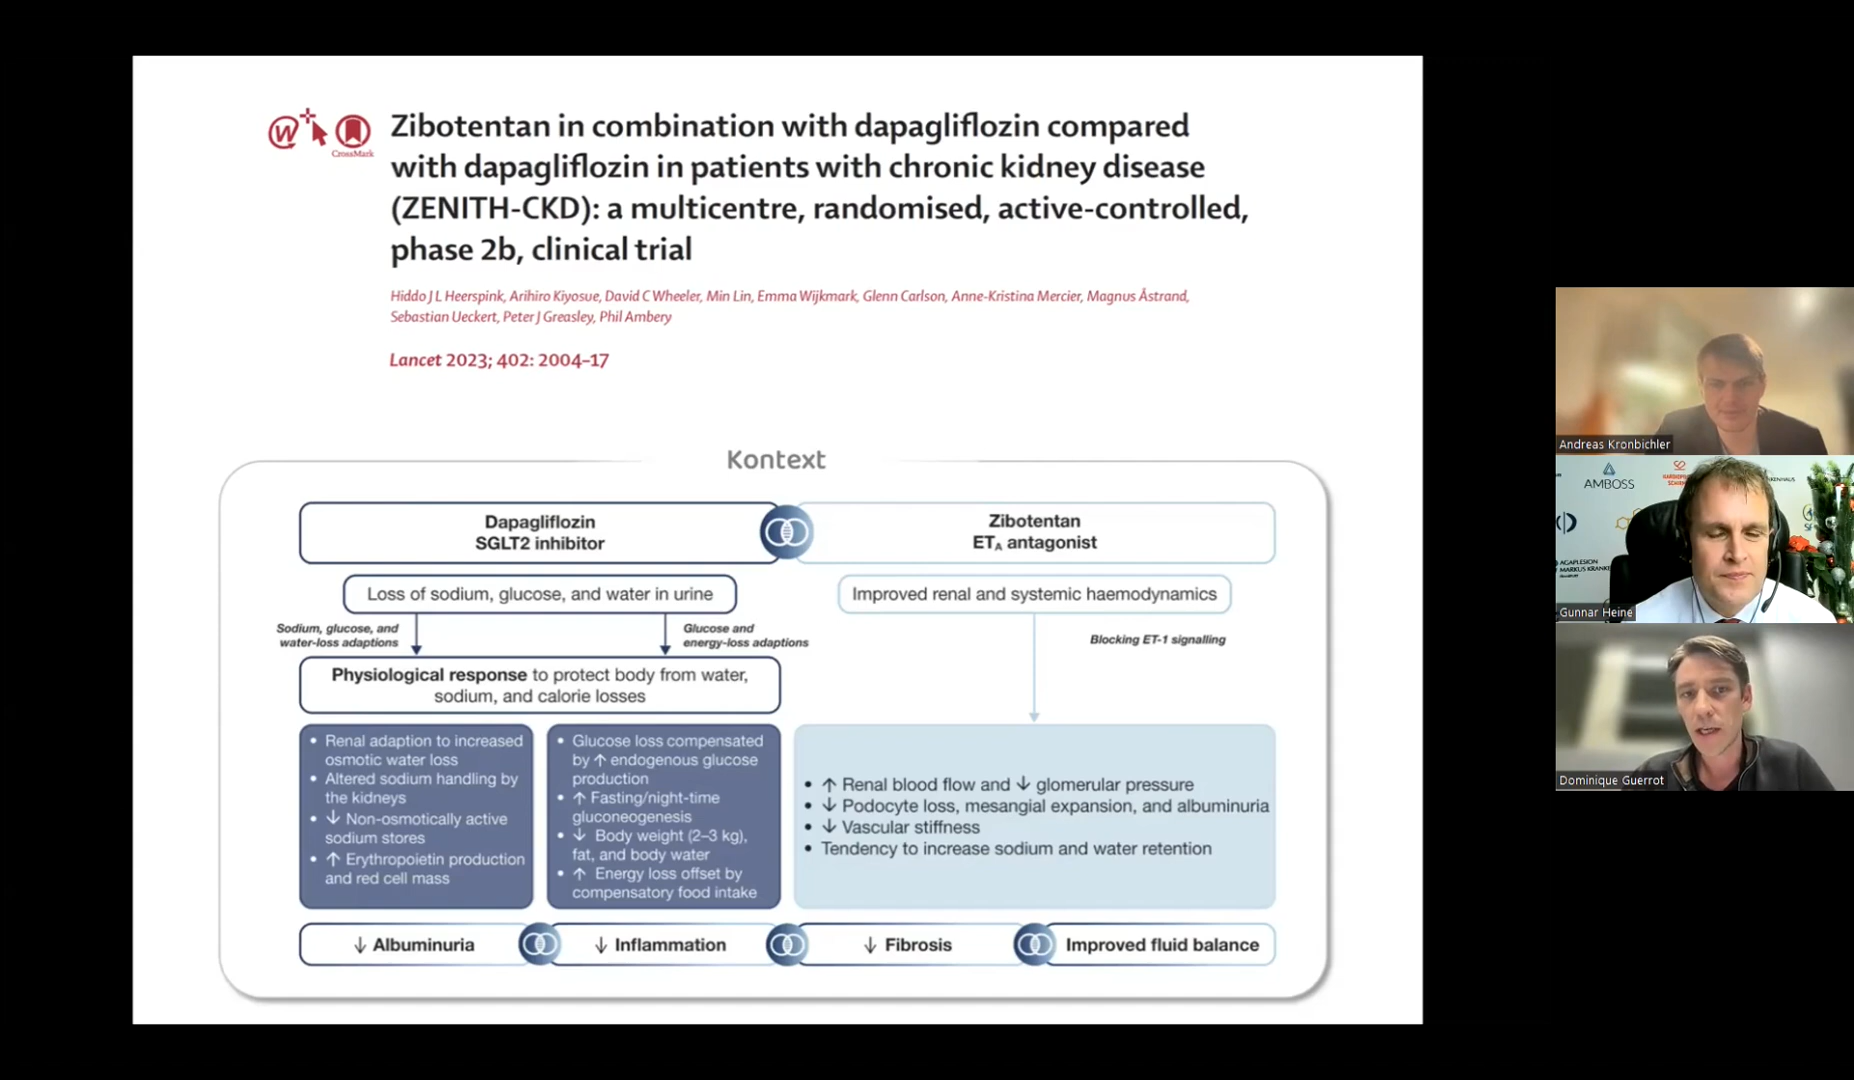 Zibotentan in combination with dapagliflozin compared
with dapagliflozin in patients with chronic kidney disease
(ZENITH-CKD): a multicentre, randomised, active-controlled,
phase 2b, clinical trial
CrossMark
Hiddo J L Heerspink, Arihiro Kiyosue, David C Wheeler, Min Lin, Emma Wijkmark, Glenn Carlson, Anne-Kristina Mercier, Magnus Åstrand,
Sebastian Ueckert, Peter J Greasley, Phil Ambery
Lancet 2023; 402: 2004–17
Kontext
Dapagliflozin
SGLT2 inhibitor
Zibotentan
ETA antagonist
Loss of sodium, glucose, and water in urine
Improved renal and systemic haemodynamics
Sodium, glucose, and
water-loss adaptions
Glucose and
energy-loss adaptions
Blocking ET-1 signalling
Physiological response to protect body from water,
sodium, and calorie losses
• Renal adaption to increased
osmotic water loss
• Altered sodium handling by
the kidneys
• ↓ Non-osmotically active
sodium stores
• ↑ Erythropoietin production
and red cell mass
• Glucose loss compensated
by ↑ endogenous glucose
production
• ↑ Fasting/night-time
gluconeogenesis
• ↓ Body weight (2–3 kg),
fat, and body water
• ↑ Energy loss offset by
compensatory food intake
• ↑ Renal blood flow and ↓ glomerular pressure
• ↓ Podocyte loss, mesangial expansion, and albuminuria
• ↓ Vascular stiffness
• Tendency to increase sodium and water retention
↓ Albuminuria
↓ Inflammation
↓ Fibrosis
Improved fluid balance
Andreas Kronbichler
AMBOSS
AGAPLESION
Gunnar Heine
Dominique Guerrot